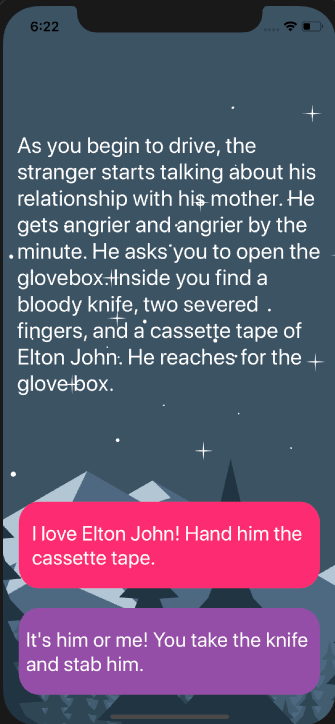 6:22
As you begin to drive, the
stranger starts talking about his
relationship with his mother. He
gets angrier and angrier by the
minute. He asks you to open the
glovebox. Inside you find a
bloody knife, two severed
fingers, and a cassette tape of
Elton John. He reaches for the
glove box.
I love Elton John! Hand him the
cassette tape.
It's him or me! You take the knife
and stab him.